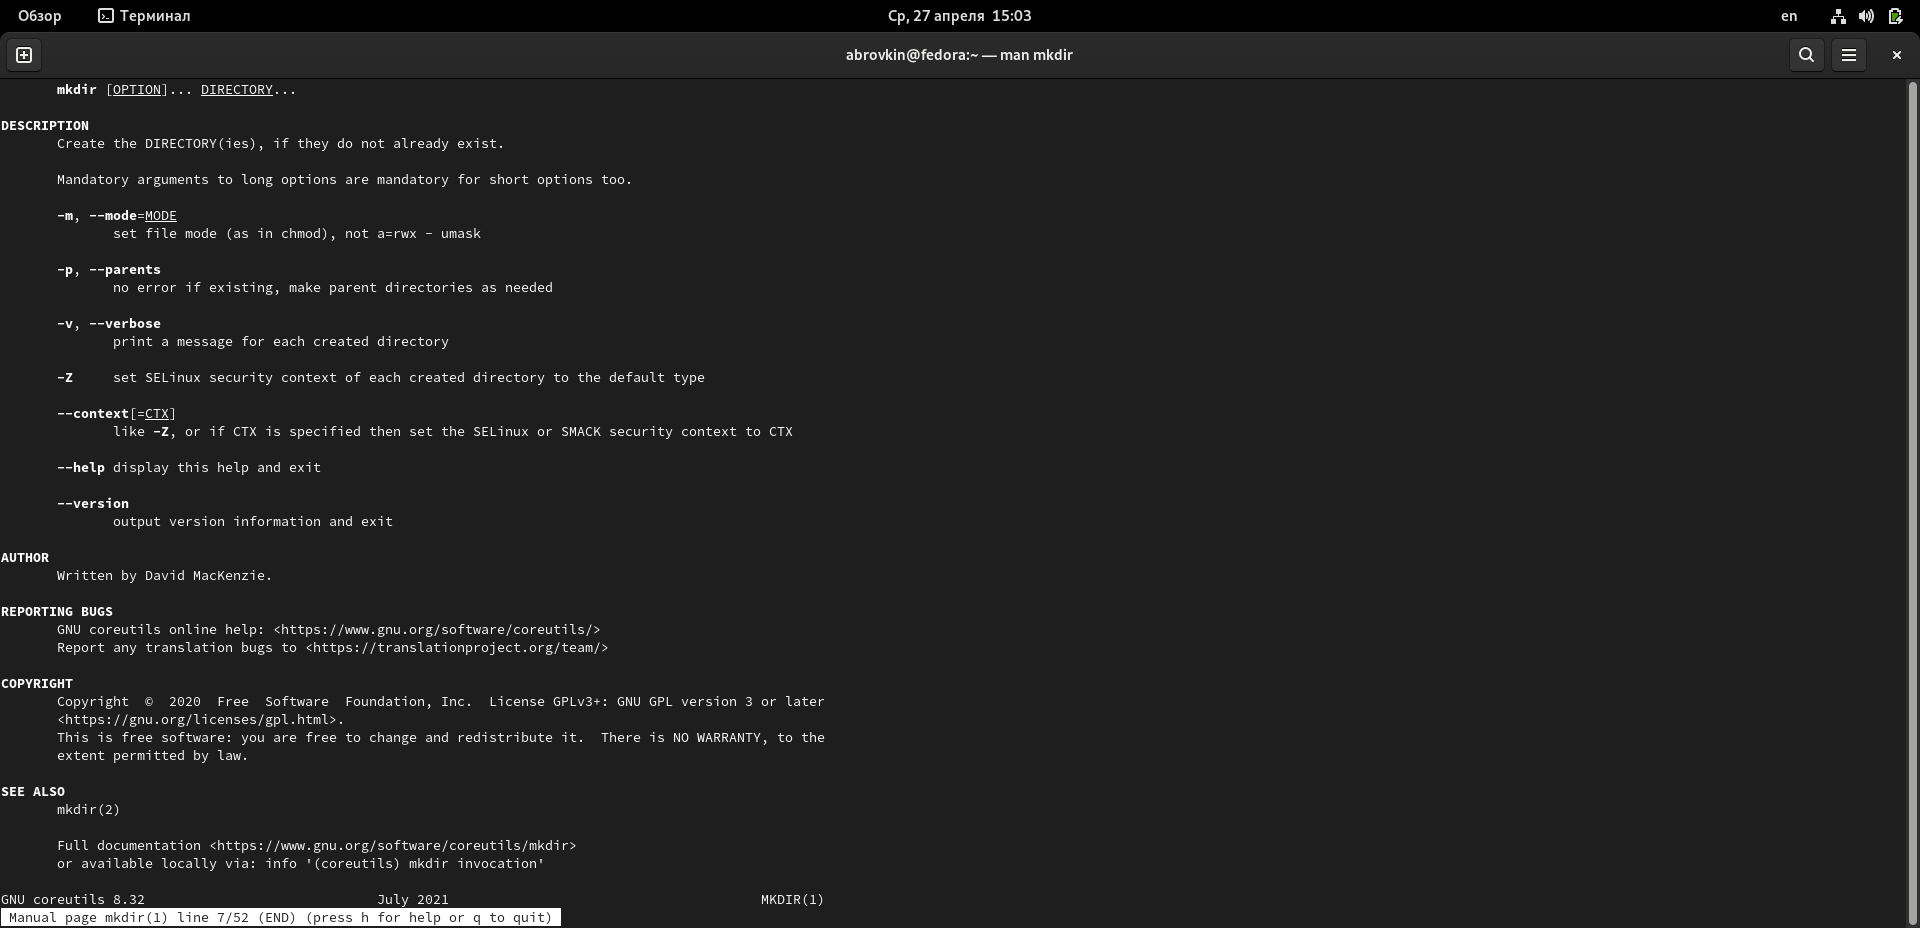 Обзор Терминал Ср, 27 апреля 15:03 en
abrovkin@fedora:~ — man mkdir
mkdir [OPTION]... DIRECTORY...
DESCRIPTION
Create the DIRECTORY(ies), if they do not already exist.
Mandatory arguments to long options are mandatory for short options too.
-m, --mode=MODE
set file mode (as in chmod), not a=rwx - umask
-p, --parents
no error if existing, make parent directories as needed
-v, --verbose
print a message for each created directory
-Z     set SELinux security context of each created directory to the default type
--context[=CTX]
like -Z, or if CTX is specified then set the SELinux or SMACK security context to CTX
--help display this help and exit
--version
output version information and exit
AUTHOR
Written by David MacKenzie.
REPORTING BUGS
GNU coreutils online help: <https://www.gnu.org/software/coreutils/>
Report any translation bugs to <https://translationproject.org/team/>
COPYRIGHT
Copyright  ©  2020  Free  Software  Foundation, Inc.  License GPLv3+: GNU GPL version 3 or later
<https://gnu.org/licenses/gpl.html>.
This is free software: you are free to change and redistribute it.  There is NO WARRANTY, to the
extent permitted by law.
SEE ALSO
mkdir(2)
Full documentation <https://www.gnu.org/software/coreutils/mkdir>
or available locally via: info '(coreutils) mkdir invocation'
GNU coreutils 8.32 July 2021 MKDIR(1)
Manual page mkdir(1) line 7/52 (END) (press h for help or q to quit)